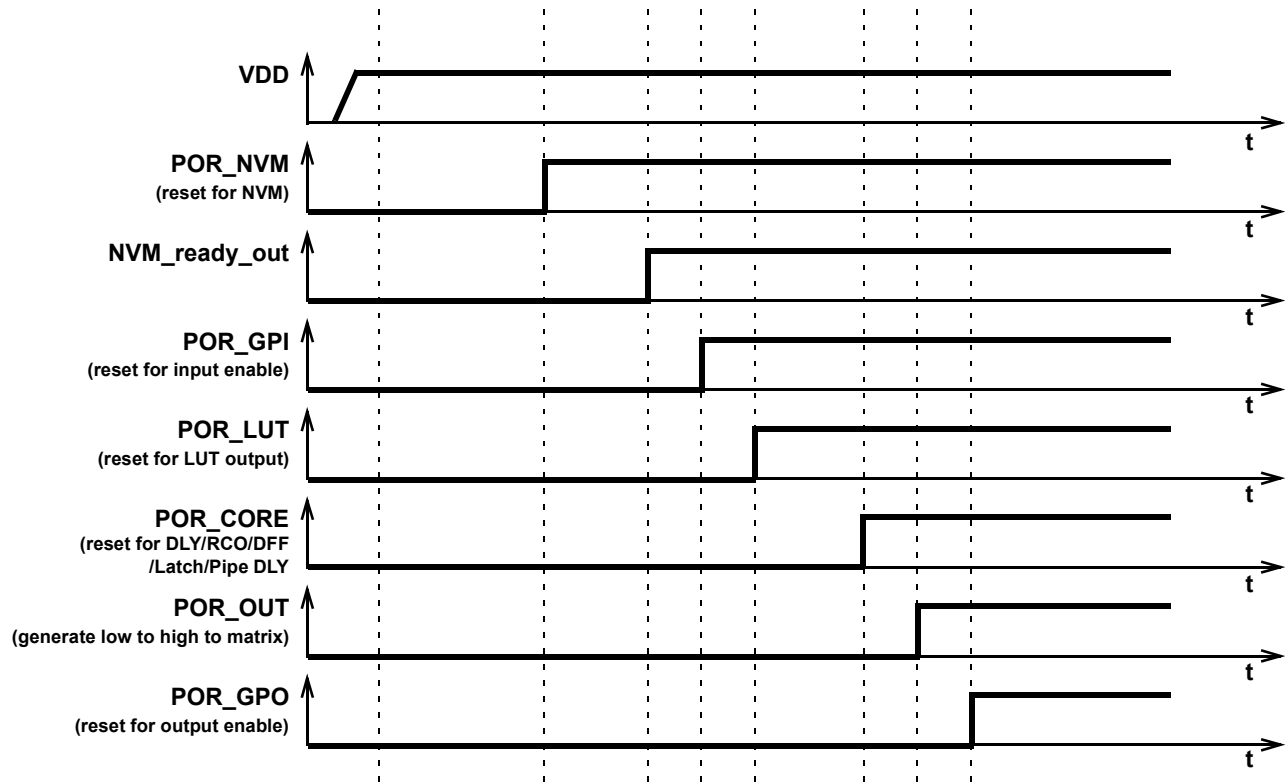 VDD
t
POR_NVM
(reset for NVM)
t
NVM_ready_out
t
POR_GPI
(reset for input enable)
t
POR_LUT
(reset for LUT output)
t
POR_CORE
(reset for DLY/RCO/DFF
/Latch/Pipe DLY
t
POR_OUT
(generate low to high to matrix)
t
POR_GPO
(reset for output enable)
t